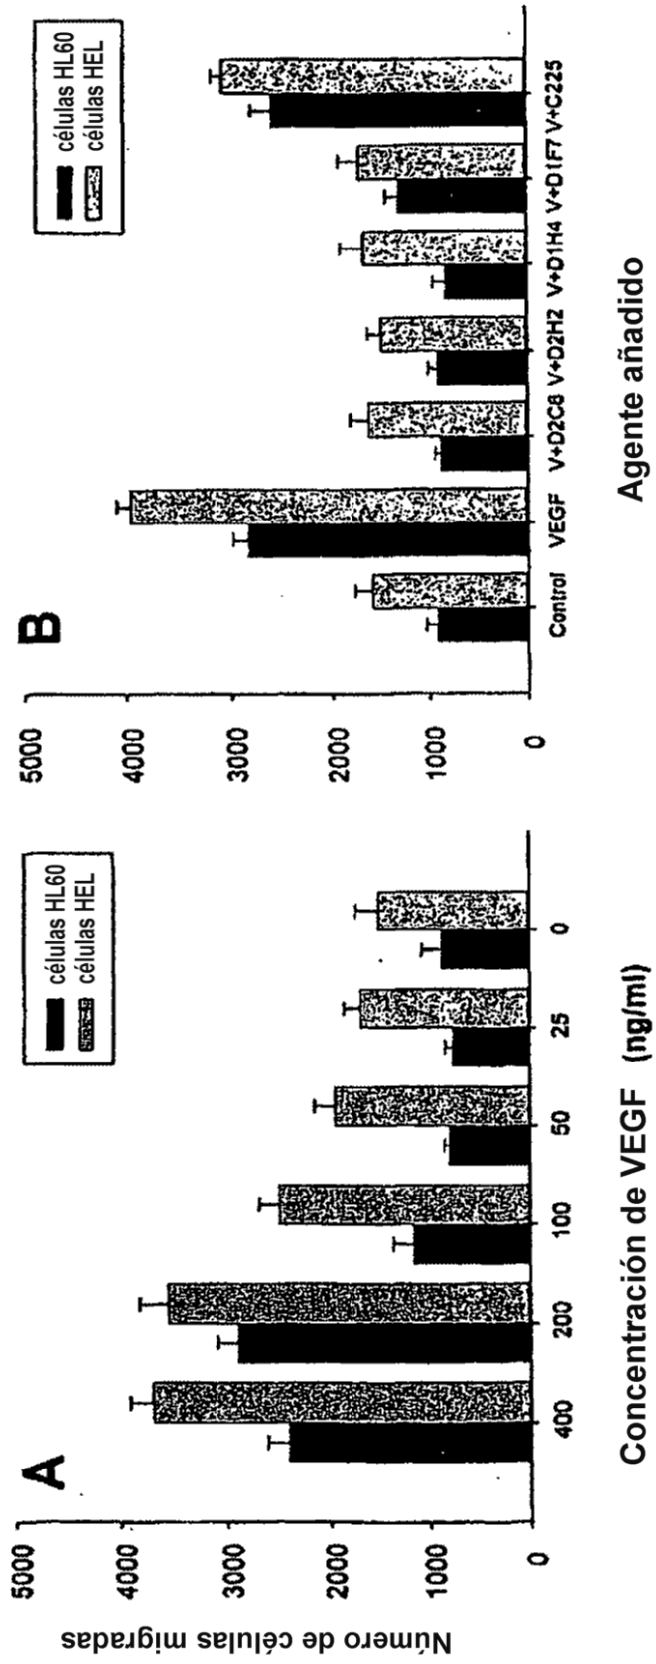 A
células HL60
células HEL
5000
4000
3000
2000
1000
0
Número de células migradas
400
200
100
50
25
0
Concentración de VEGF (ng/ml)
B
células HL60
células HEL
5000
4000
3000
2000
1000
0
Control VEGF V+D2C6 V+D2H2 V+D1H4 V+D1F7 V+C225
Agente añadido